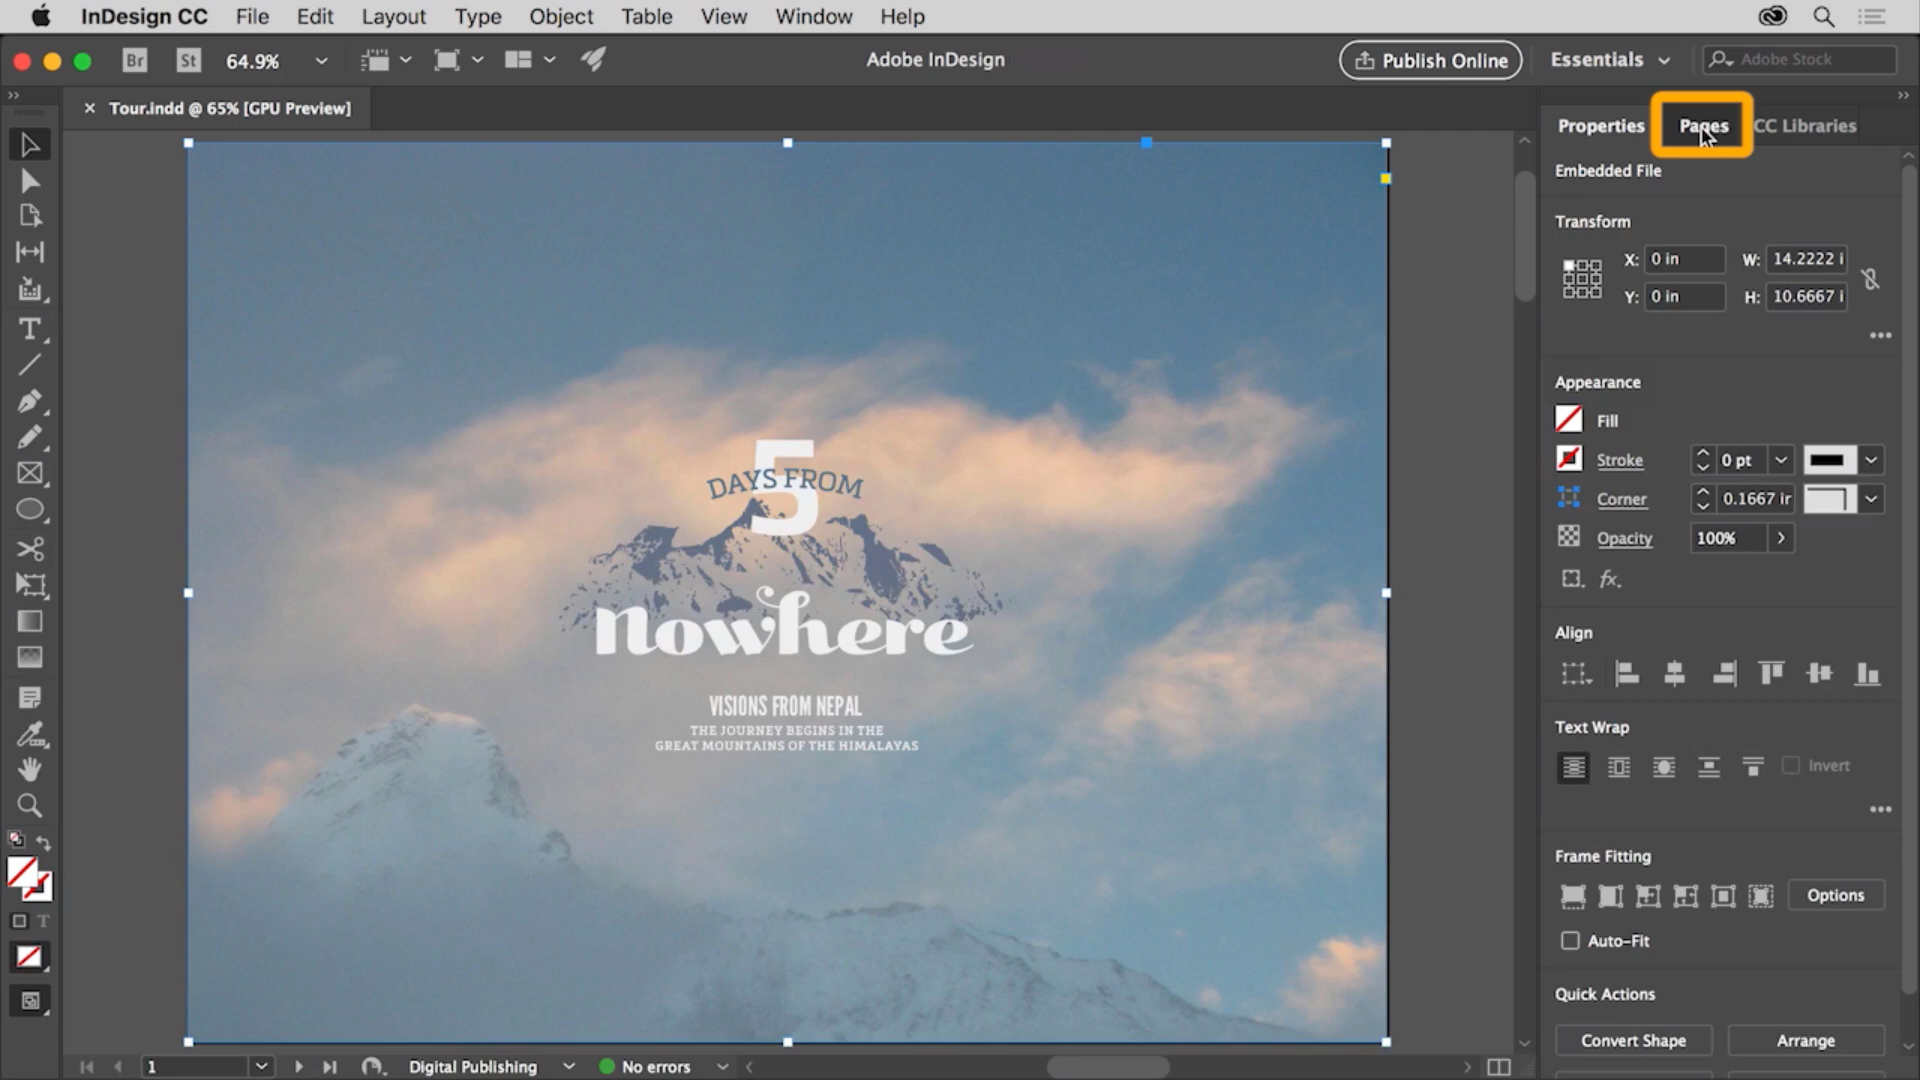 InDesign CC File Edit Layout Type Object Table View Window Help
Br St 64.9% Adobe InDesign Publish Online Essentials Adobe Stock
Tour.indd @ 65% [GPU Preview]
Properties Pages CC Libraries
Embedded File
Transform
X: 0 in W: 14.2222 i
Y: 0 in H: 10.6667 i
Appearance
Fill
Stroke 0 pt
Corner 0.1667 in
Opacity 100%
fx.
Align
Text Wrap
Invert
Frame Fitting
Options
Auto-Fit
Quick Actions
Convert Shape Arrange
5
DAYS FROM
nowhere
VISIONS FROM NEPAL
THE JOURNEY BEGINS IN THE
GREAT MOUNTAINS OF THE HIMALAYAS
1 Digital Publishing No errors